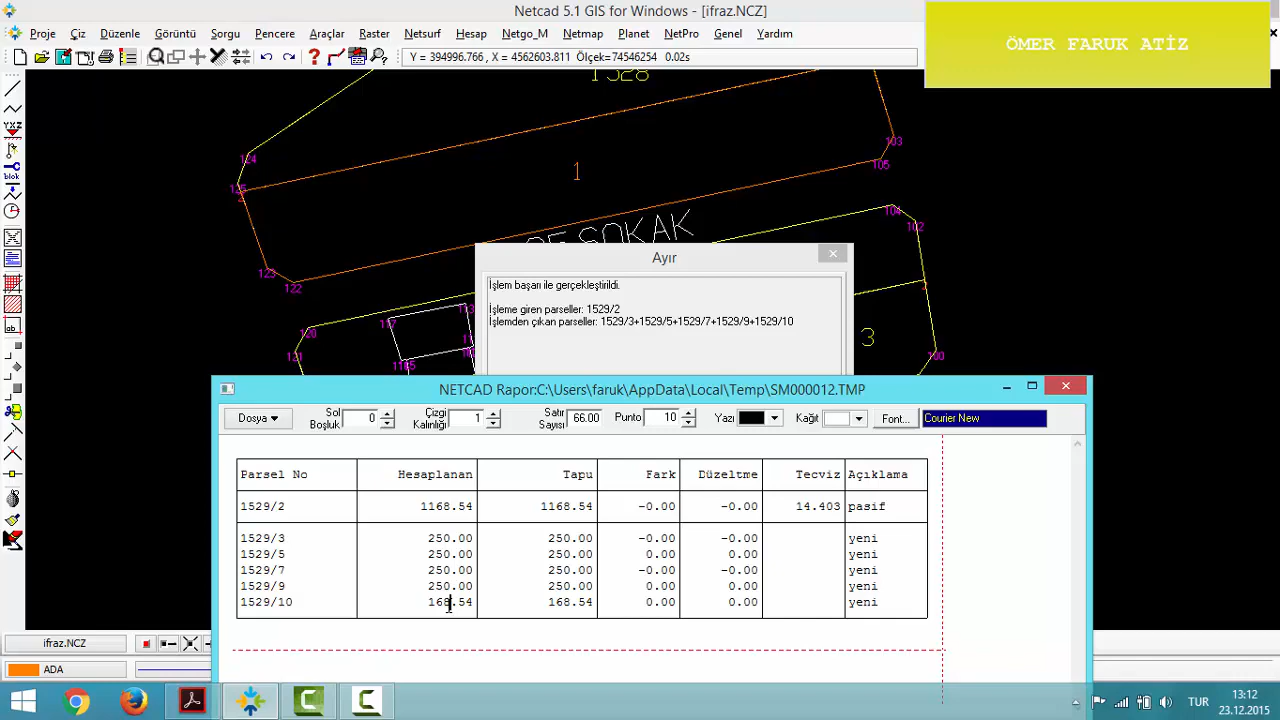 Netcad 5.1 GIS for Windows - [ifraz.NCZ]
Proje Çiz Düzenle Görüntü Sorgu Pencere Araçlar Raster Netsurf Hesap Netgo_M Netmap Planet NetPro Genel Yardım
ÖMER FARUK ATİZ
Y = 394996.766 , X = 4562603.811 Ölçek=74546254 0.02s
YXZ
blok
ab
1528
124
125
1
103
105
123
122
SOKAK
104
102
120
121
117
113
3
100
Ayır
İşlem başarı ile gerçekleştirildi.
İşleme giren parseller: 1529/2
İşlemden çıkan parseller: 1529/3+1529/5+1529/7+1529/9+1529/10
NETCAD Rapor:C:\Users\faruk\AppData\Local\Temp\SM000012.TMP
Dosya Sol Boşluk 0 Çizgi Kalınlığı 1 Satır Sayısı 66.00 Punto 10 Yazı Kağıt Font... Courier New
Parsel No Hesaplanan Tapu Fark Düzeltme Tecviz Açıklama
1529/2 1168.54 1168.54 -0.00 -0.00 14.403 pasif
1529/3 250.00 250.00 -0.00 -0.00 yeni
1529/5 250.00 250.00 0.00 0.00 yeni
1529/7 250.00 250.00 -0.00 -0.00 yeni
1529/9 250.00 250.00 0.00 0.00 yeni
1529/10 168.54 168.54 0.00 0.00 yeni
ifraz.NCZ
ADA
TUR
13:12
23.12.2015